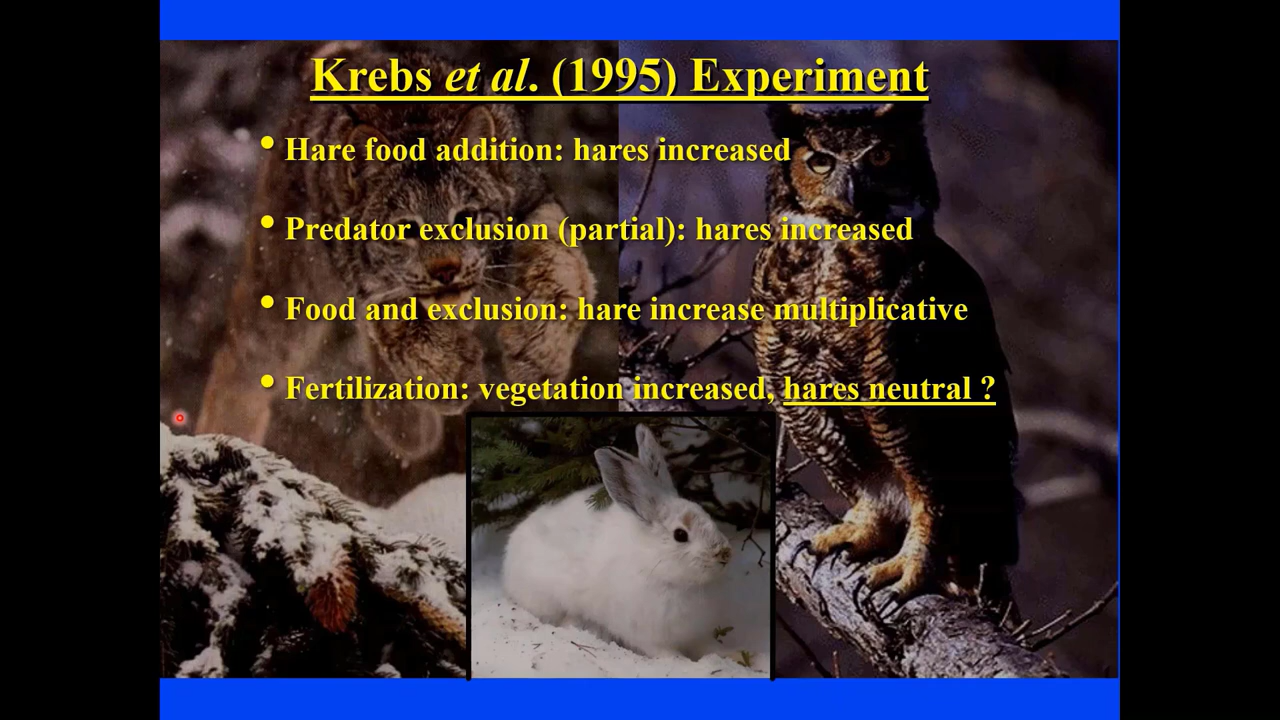 Krebs et al. (1995) Experiment
• Hare food addition: hares increased
• Predator exclusion (partial): hares increased
• Food and exclusion: hare increase multiplicative
• Fertilization: vegetation increased, hares neutral ?